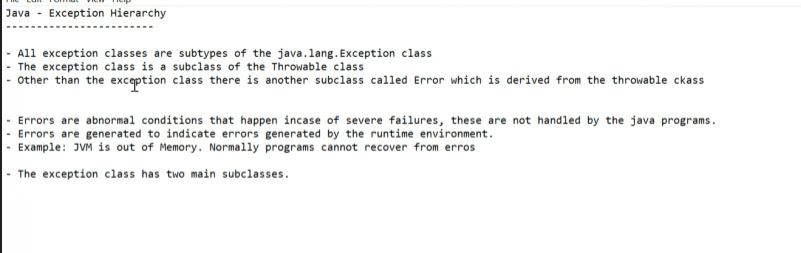 Java - Exception Hierarchy
-----------------------
- All exception classes are subtypes of the java.lang.Exception class
- The exception class is a subclass of the Throwable class
- Other than the exception class there is another subclass called Error which is derived from the throwable ckass
- Errors are abnormal conditions that happen incase of severe failures, these are not handled by the java programs.
- Errors are generated to indicate errors generated by the runtime environment.
- Example: JVM is out of Memory. Normally programs cannot recover from erros
- The exception class has two main subclasses.